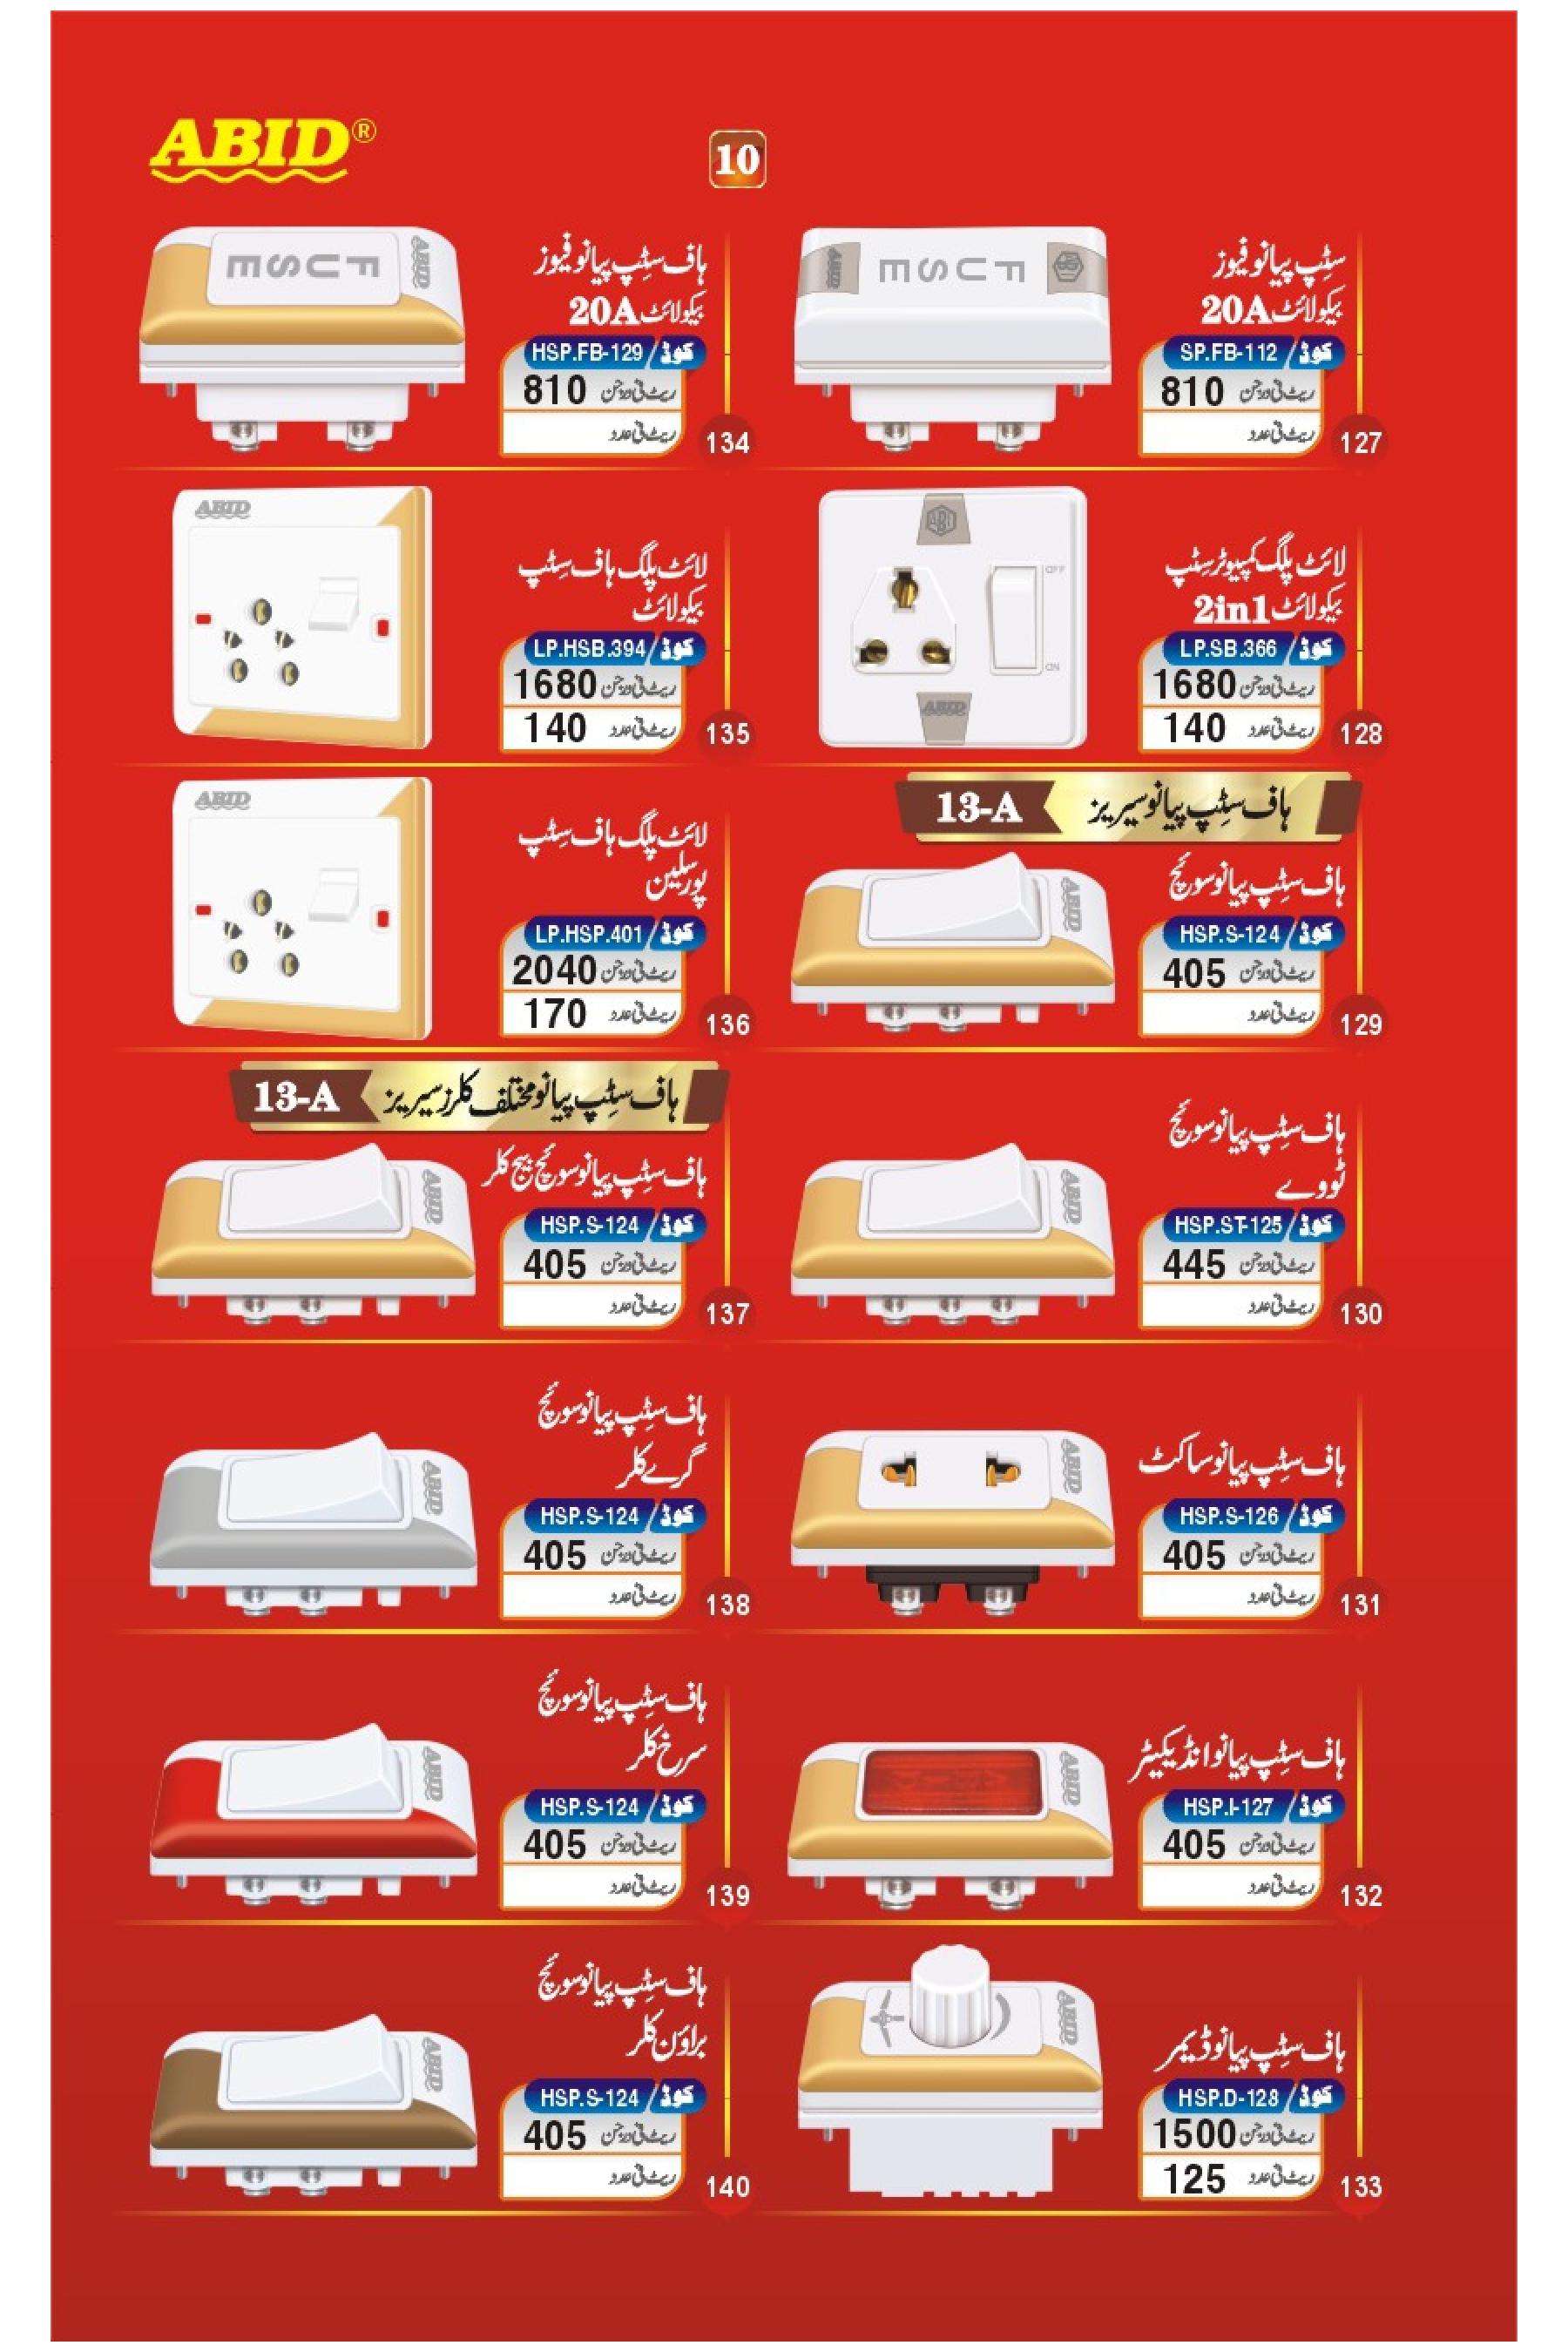 ABID®
10
سٹپ پیانو فیوز
بیکولائٹ 20A
کوڈ/ SP.FB-112
ریٹ فی درجن 810
ریٹ فی عدد
127
FUSE
ABID
لائٹ پلگ کمپیوٹر سٹپ
بیکولائٹ 2in1
کوڈ/ LP.SB.366
ریٹ فی درجن 1680
ریٹ فی عدد 140
128
OFF
ON
ABID
ہاف سٹپ پیانو سیریز 13-A
ہاف سٹپ پیانو سوئچ
کوڈ/ HSP.S-124
ریٹ فی درجن 405
ریٹ فی عدد
129
ABID
ہاف سٹپ پیانو سوئچ
ٹو وے
کوڈ/ HSP.ST-125
ریٹ فی درجن 445
ریٹ فی عدد
130
ABID
ہاف سٹپ پیانو ساکٹ
کوڈ/ HSP.S-126
ریٹ فی درجن 405
ریٹ فی عدد
131
ABID
ہاف سٹپ پیانو انڈیکیٹر
کوڈ/ HSP.I-127
ریٹ فی درجن 405
ریٹ فی عدد
132
ABID
ہاف سٹپ پیانو ڈیمر
کوڈ/ HSP.D-128
ریٹ فی درجن 1500
ریٹ فی عدد 125
133
ABID
ہاف سٹپ پیانو فیوز
بیکولائٹ 20A
کوڈ/ HSP.FB-129
ریٹ فی درجن 810
ریٹ فی عدد
134
FUSE
ABID
لائٹ پلگ ہاف سٹپ
بیکولائٹ
کوڈ/ LP.HSB.394
ریٹ فی درجن 1680
ریٹ فی عدد 140
135
ABID
لائٹ پلگ ہاف سٹپ
پورسلین
کوڈ/ LP.HSP.401
ریٹ فی درجن 2040
ریٹ فی عدد 170
136
ABID
ہاف سٹپ پیانو مختلف کلرز سیریز 13-A
ہاف سٹپ پیانو سوئچ بیج کلر
کوڈ/ HSP.S-124
ریٹ فی درجن 405
ریٹ فی عدد
137
ABID
ہاف سٹپ پیانو سوئچ
گرے کلر
کوڈ/ HSP.S-124
ریٹ فی درجن 405
ریٹ فی عدد
138
ABID
ہاف سٹپ پیانو سوئچ
سرخ کلر
کوڈ/ HSP.S-124
ریٹ فی درجن 405
ریٹ فی عدد
139
ABID
ہاف سٹپ پیانو سوئچ
براؤن کلر
کوڈ/ HSP.S-124
ریٹ فی درجن 405
ریٹ فی عدد
140
ABID